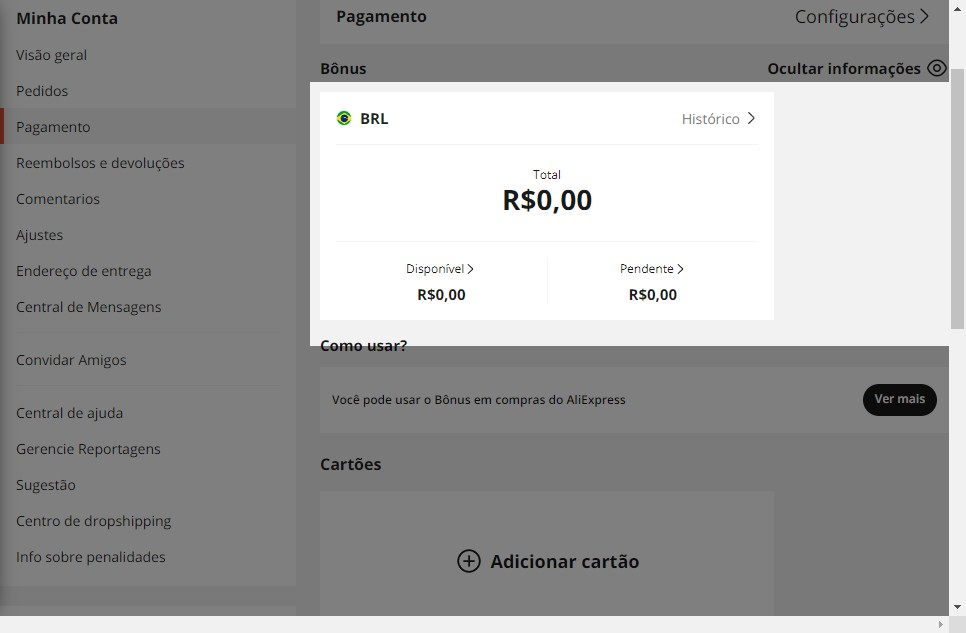 Minha Conta
Visão geral
Pedidos
Pagamento
Reembolsos e devoluções
Comentarios
Ajustes
Endereço de entrega
Central de Mensagens
Convidar Amigos
Central de ajuda
Gerencie Reportagens
Sugestão
Centro de dropshipping
Info sobre penalidades
Pagamento
Configurações
Bônus
Ocultar informações
BRL
Histórico
Total
R$0,00
Disponível
R$0,00
Pendente
R$0,00
Como usar?
Você pode usar o Bônus em compras do AliExpress
Ver mais
Cartões
Adicionar cartão